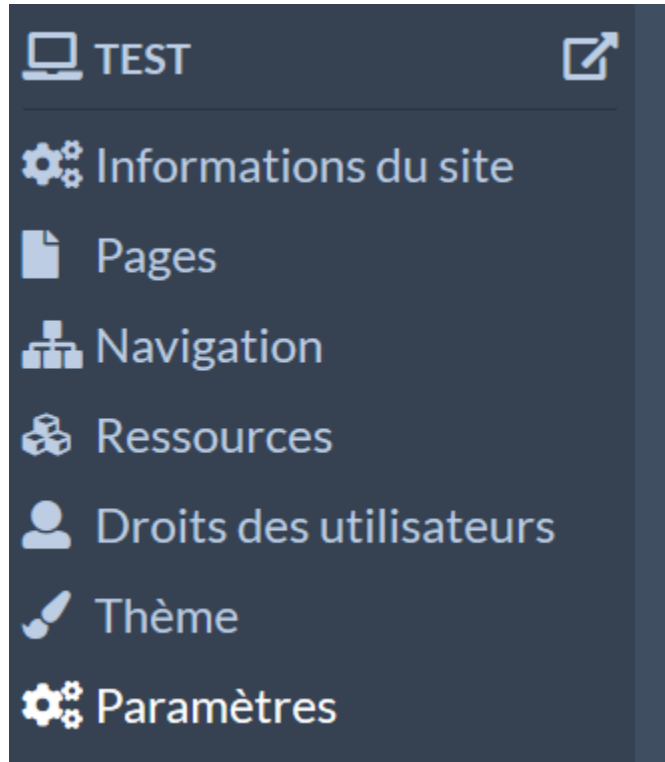 TEST
Informations du site
Pages
Navigation
Ressources
Droits des utilisateurs
Thème
Paramètres